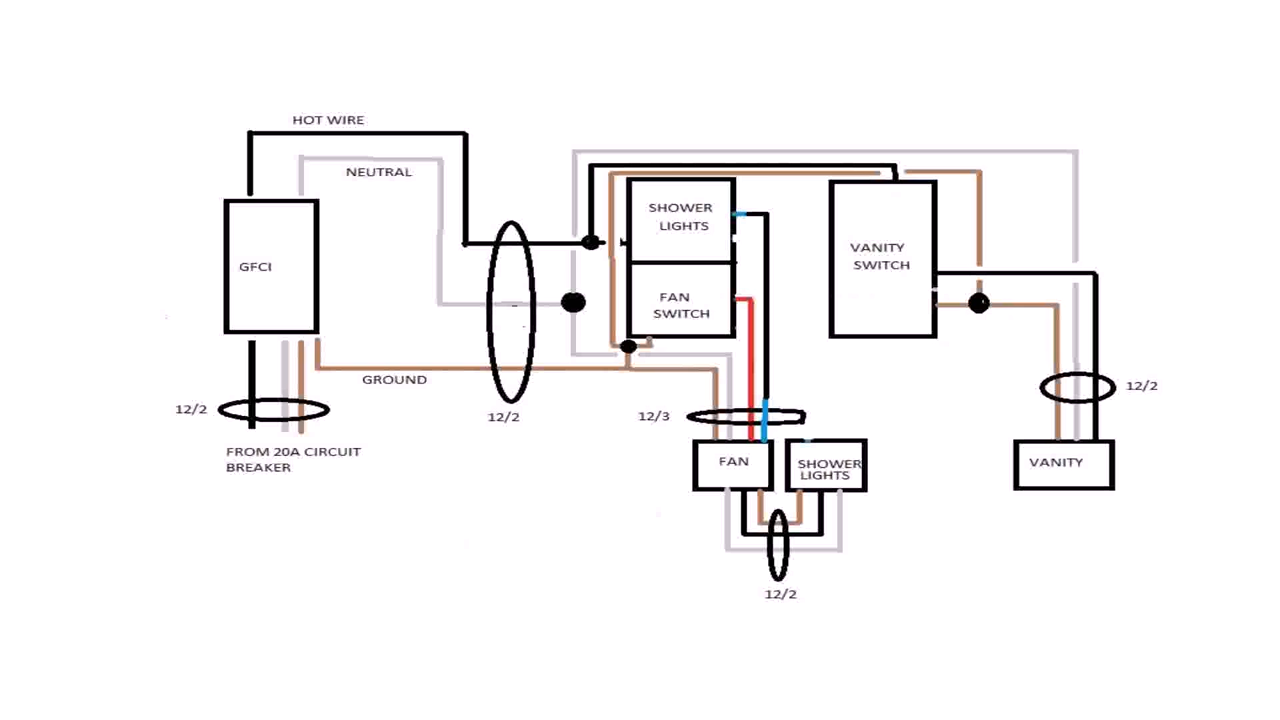 HOT WIRE
NEUTRAL
SHOWER
LIGHTS
VANITY
SWITCH
GFCI
FAN
SWITCH
GROUND
12/2
12/2
12/3
12/2
FROM 20A CIRCUIT
BREAKER
FAN
SHOWER
LIGHTS
VANITY
12/2